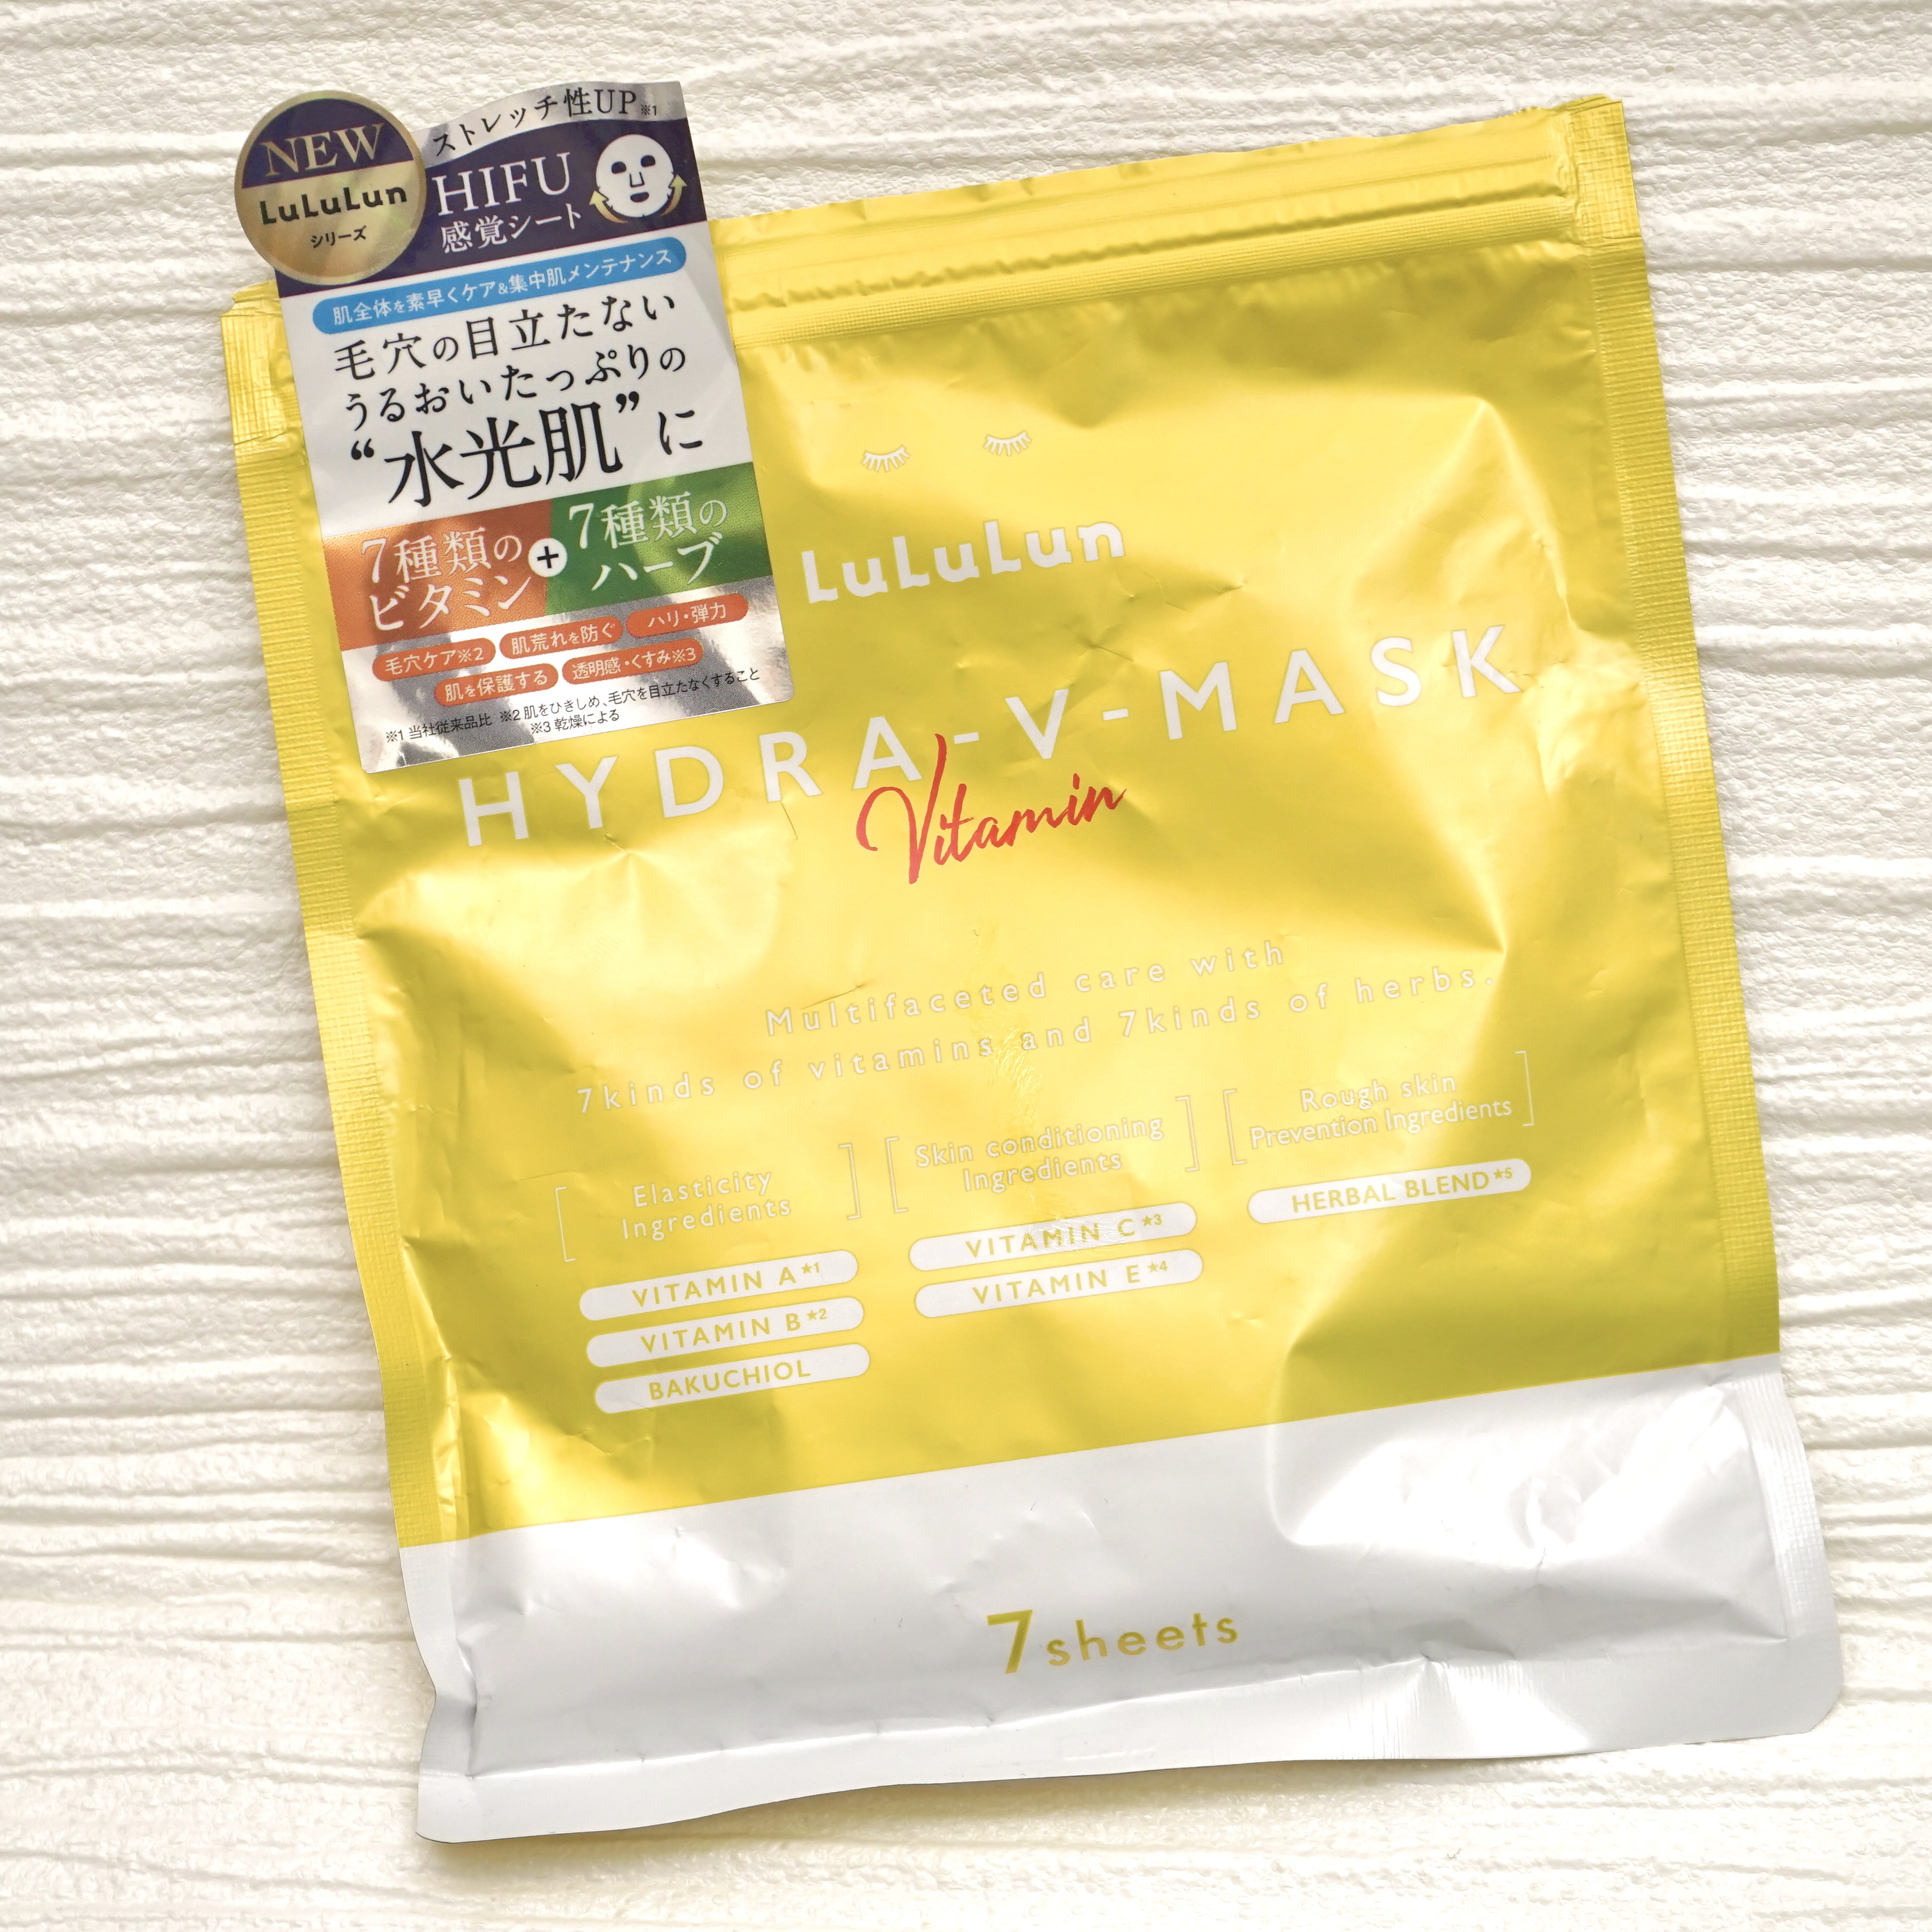 NEW
LuLuLun
シリーズ
ストレッチ性UP※1
HIFU
感覚シート
肌全体を素早くケア&集中肌メンテナンス
毛穴の目立たない
うるおいたっぷりの
“水光肌”に
7種類の
ビタミン
+
7種類の
ハーブ
毛穴ケア※2
肌荒れを防ぐ
ハリ・弾力
肌を保護する
透明感・くすみ※3
※1 当社従来品比 ※2 肌をひきしめ、毛穴を目立たなくすること
※3 乾燥による
LuLuLun
HYDRA-V-MASK
Vitamin
Multifaceted care with
7kinds of vitamins and 7kinds of herbs.
Elasticity
Ingredients
VITAMIN A★1
VITAMIN B★2
BAKUCHIOL
Skin conditioning
Ingredients
VITAMIN C★3
VITAMIN E★4
Rough skin
Prevention Ingredients
HERBAL BLEND★5
7sheets